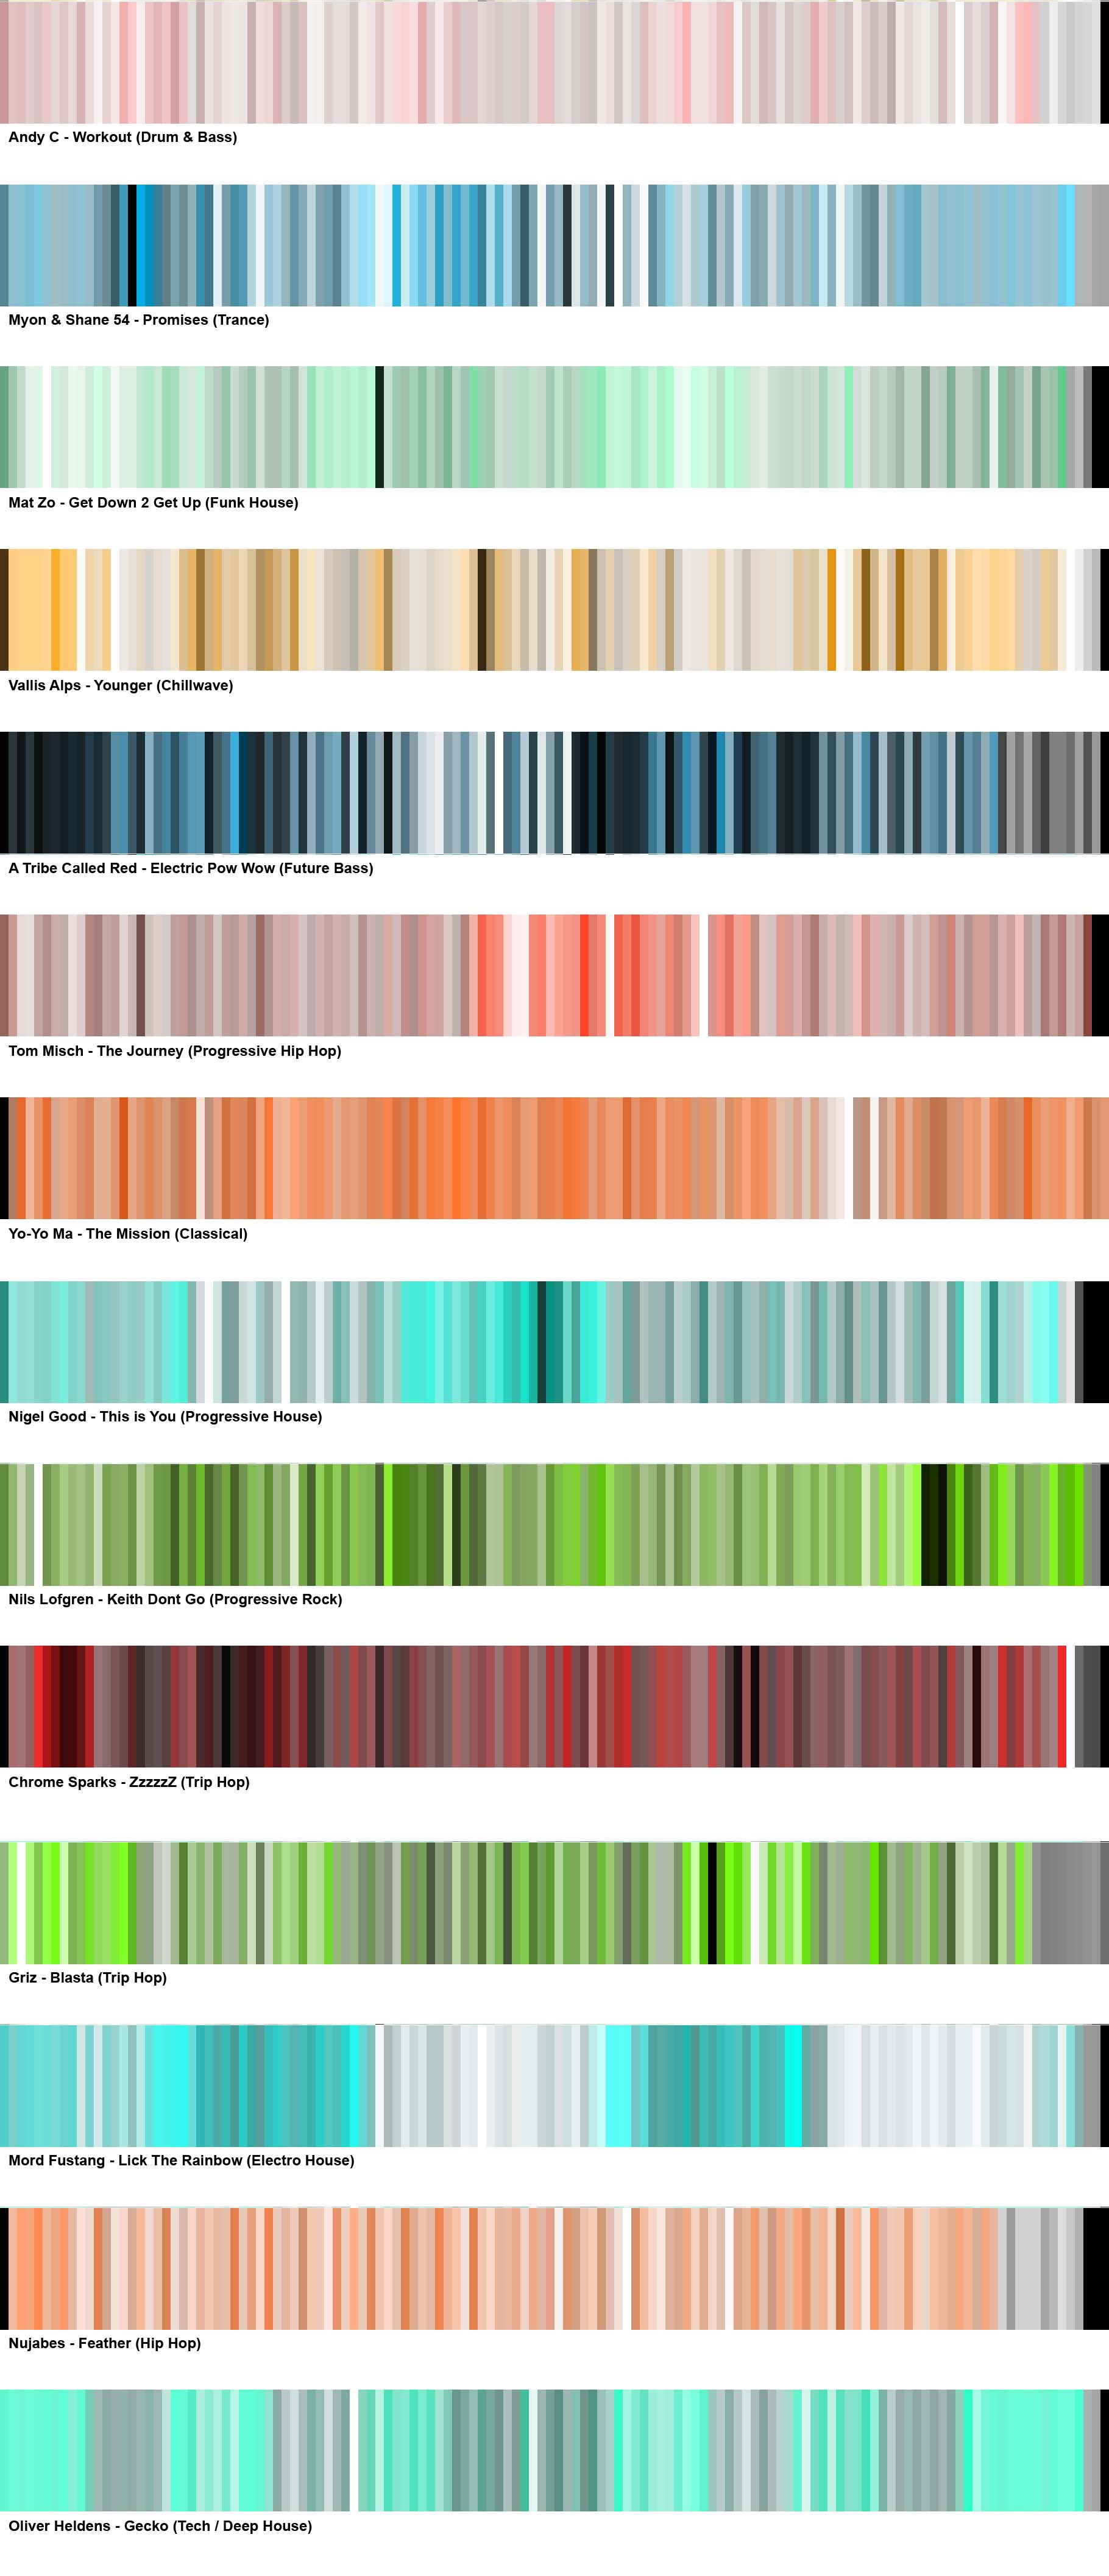 Andy C - Workout (Drum & Bass)
Myon & Shane 54 - Promises (Trance)
Mat Zo - Get Down 2 Get Up (Funk House)
Vallis Alps - Younger (Chillwave)
A Tribe Called Red - Electric Pow Wow (Future Bass)
Tom Misch - The Journey (Progressive Hip Hop)
Yo-Yo Ma - The Mission (Classical)
Nigel Good - This is You (Progressive House)
Nils Lofgren - Keith Dont Go (Progressive Rock)
Chrome Sparks - ZzzzzZ (Trip Hop)
Griz - Blasta (Trip Hop)
Mord Fustang - Lick The Rainbow (Electro House)
Nujabes - Feather (Hip Hop)
Oliver Heldens - Gecko (Tech / Deep House)